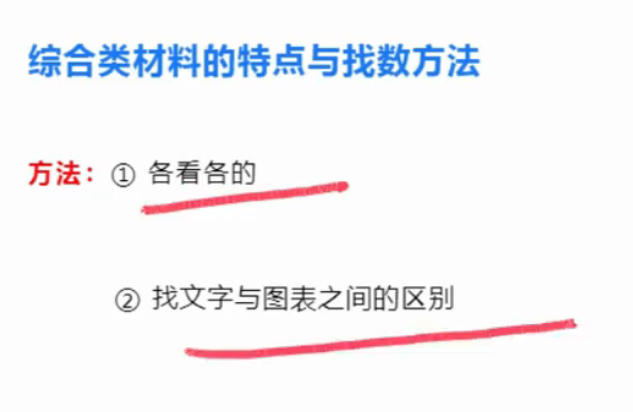 综合类材料的特点与找数方法
方法：① 各看各的
② 找文字与图表之间的区别